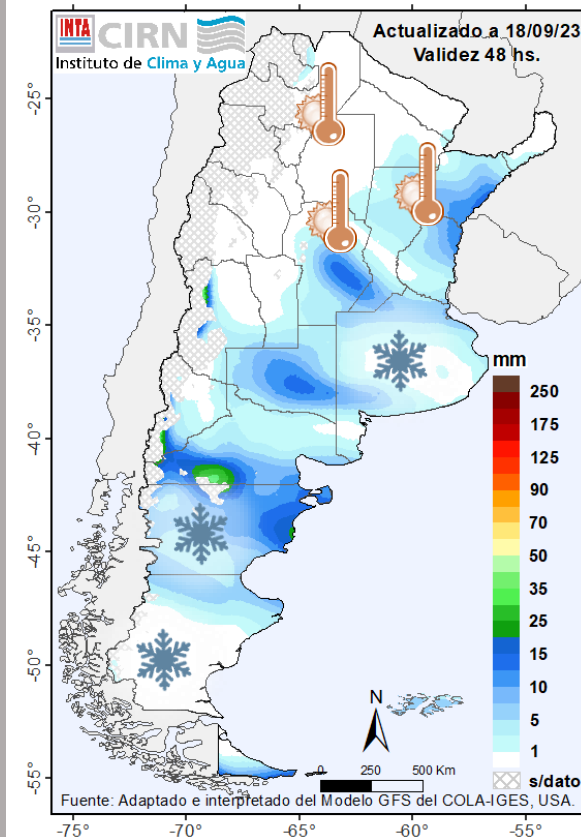 INTA CIRN
Instituto de Clima y Agua
Actualizado a 18/09/23
Validez 48 hs.
-25°
-30°
-35°
-40°
-45°
-50°
-55°
mm
250
175
125
90
70
50
35
25
15
10
5
1
s/dato
N
0 250 500 Km
Fuente: Adaptado e interpretado del Modelo GFS del COLA-IGES, USA.
-75° -70° -65° -60° -55°